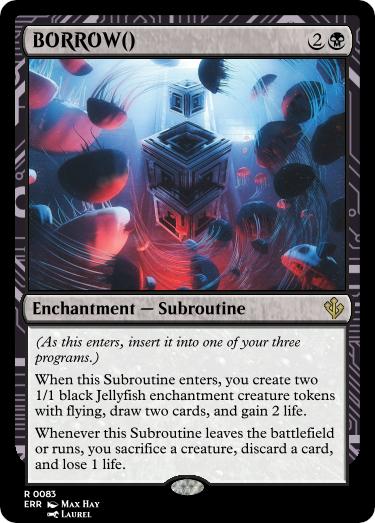 BORROW() 2
Enchantment — Subroutine
(As this enters, insert it into one of your three
programs.)
When this Subroutine enters, you create two
1/1 black Jellyfish enchantment creature tokens
with flying, draw two cards, and gain 2 life.
Whenever this Subroutine leaves the battlefield
or runs, you sacrifice a creature, discard a card,
and lose 1 life.
R 0083
ERR Max Hay
Laurel